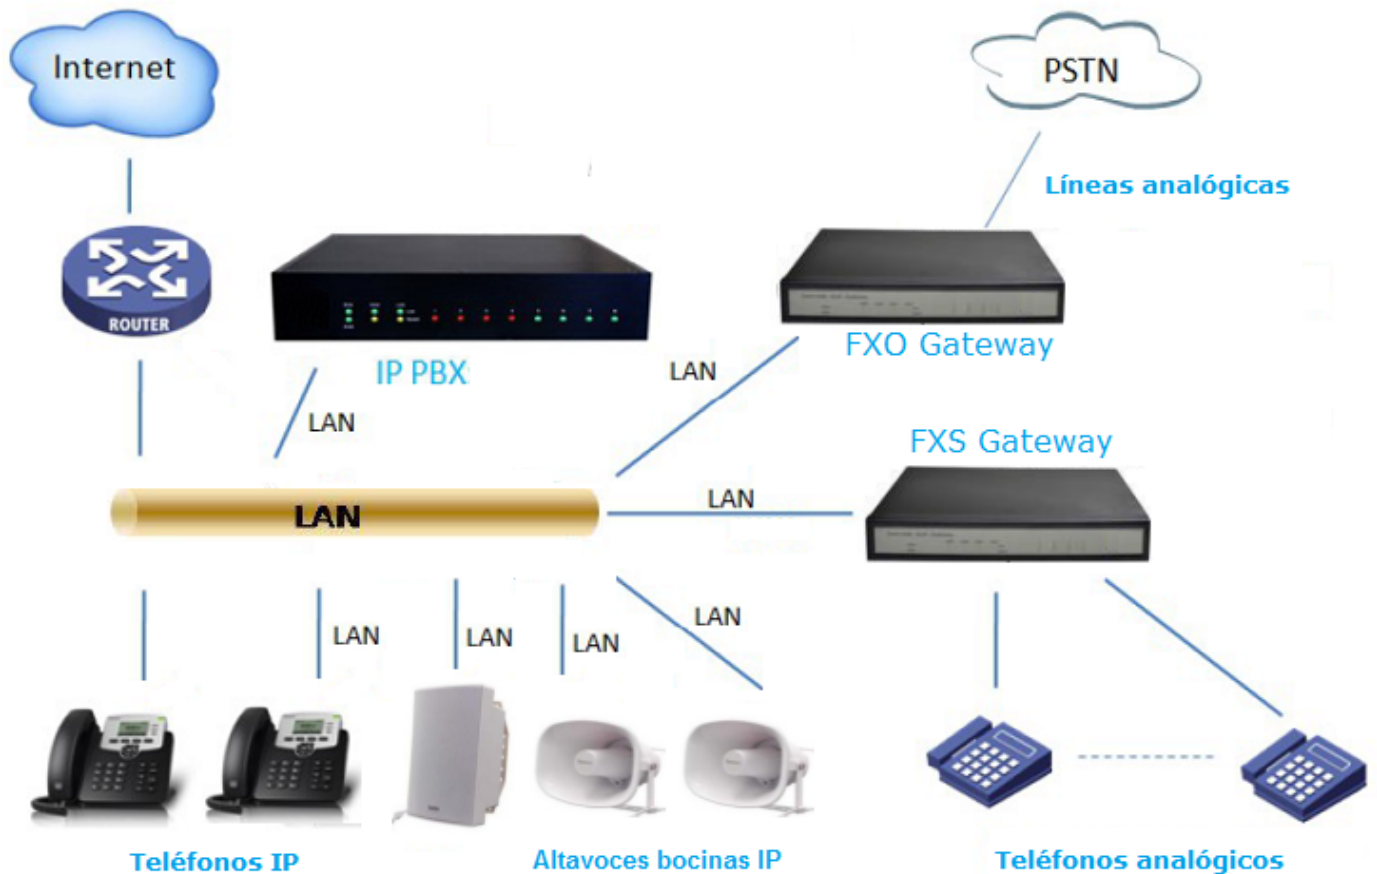 Internet
PSTN
Líneas analógicas
ROUTER
IP PBX
FXO Gateway
LAN
LAN
FXS Gateway
LAN
LAN
LAN
LAN
LAN
LAN
Teléfonos IP
Altavoces bocinas IP
Teléfonos analógicos